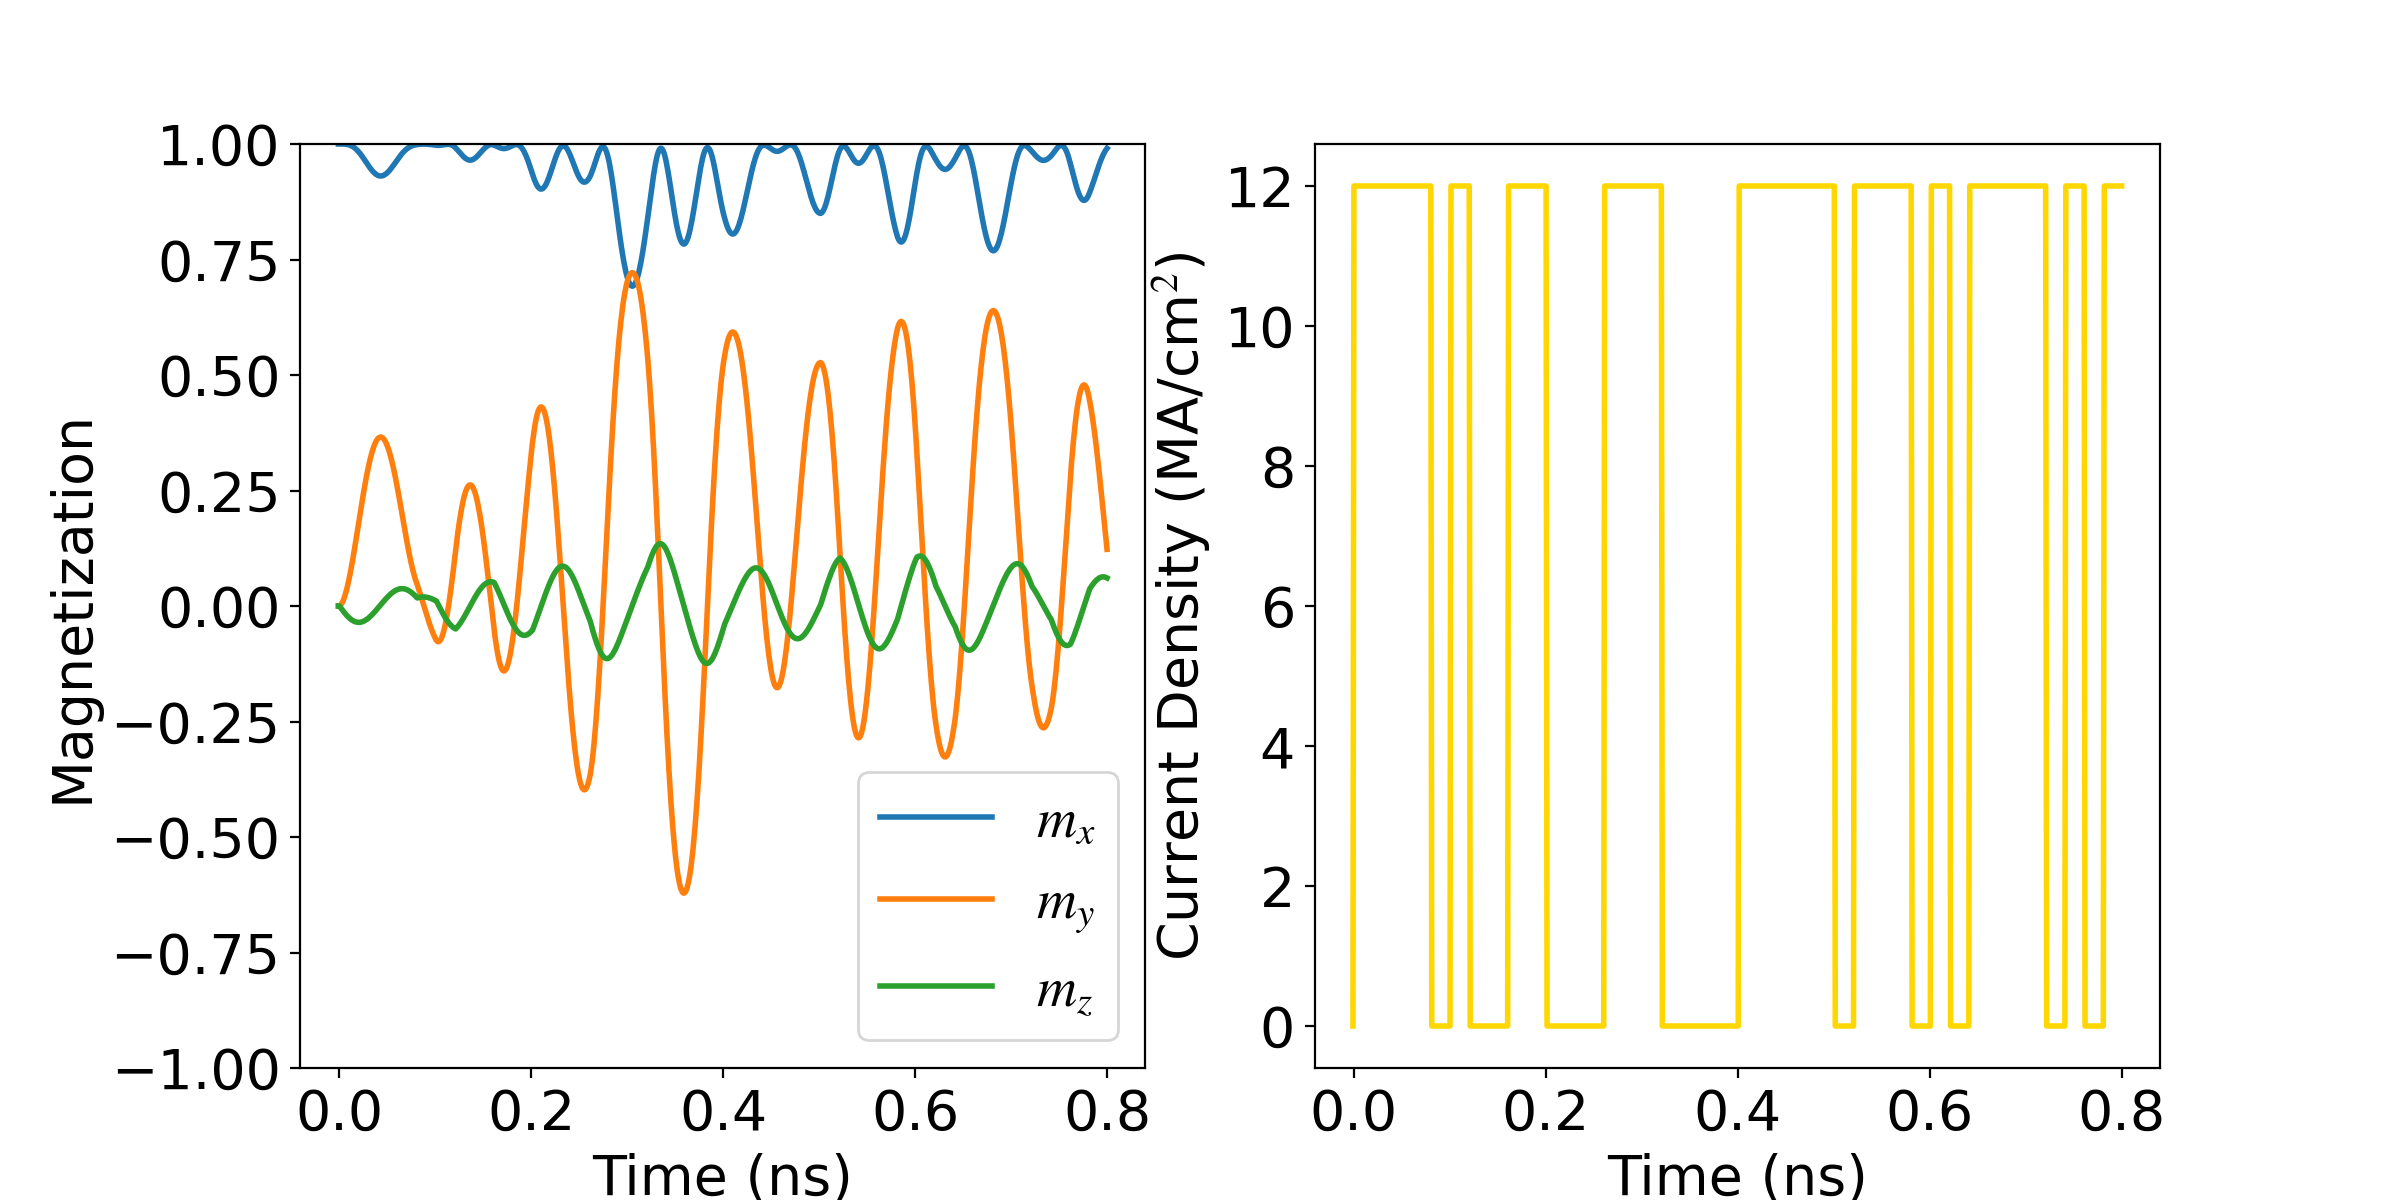 1.00
0.75
0.50
0.25
0.00
−0.25
−0.50
−0.75
−1.00
Magnetization
0.0 0.2 0.4 0.6 0.8
Time (ns)
m_x
m_y
m_z
12
10
8
6
4
2
0
Current Density (MA/cm²)
0.0 0.2 0.4 0.6 0.8
Time (ns)